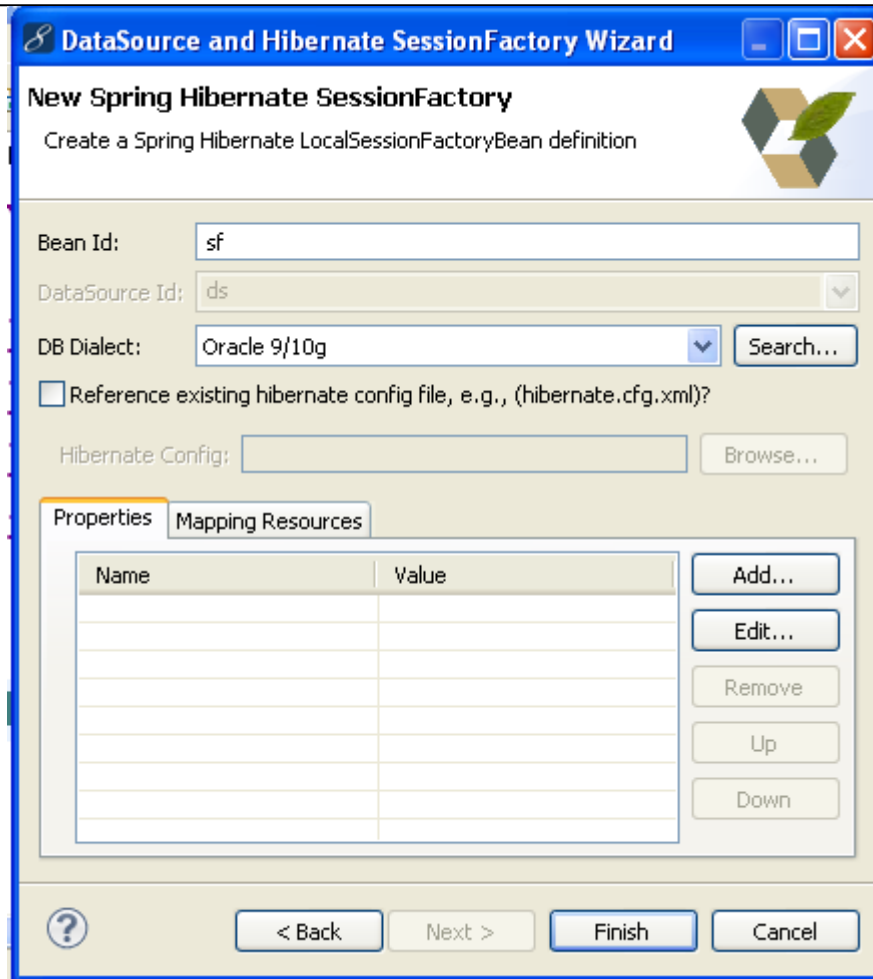 DataSource and Hibernate SessionFactory Wizard
New Spring Hibernate SessionFactory
Create a Spring Hibernate LocalSessionFactoryBean definition
Bean Id: sf
DataSource Id: ds
DB Dialect: Oracle 9/10g Search...
Reference existing hibernate config file, e.g., (hibernate.cfg.xml)?
Hibernate Config: Browse...
Properties Mapping Resources
Name Value Add...
Edit...
Remove
Up
Down
? < Back Next > Finish Cancel